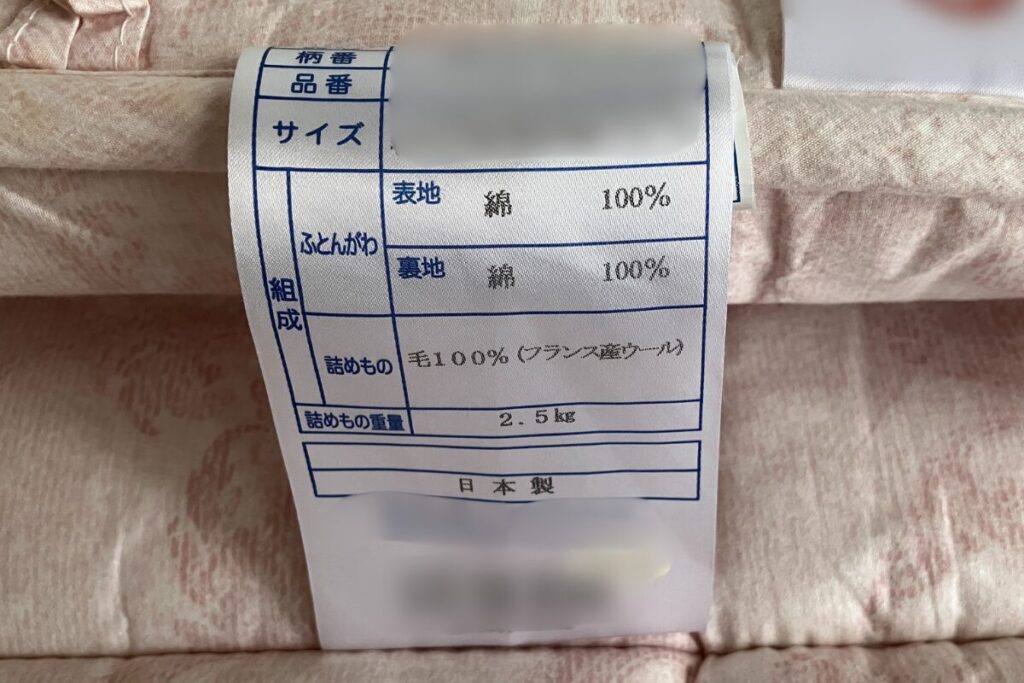 柄番
品番
サイズ
組成
ふとんがわ
表地 綿 100%
裏地 綿 100%
詰めもの 毛100% (フランス産ウール)
詰めもの重量 2.5kg
日本製